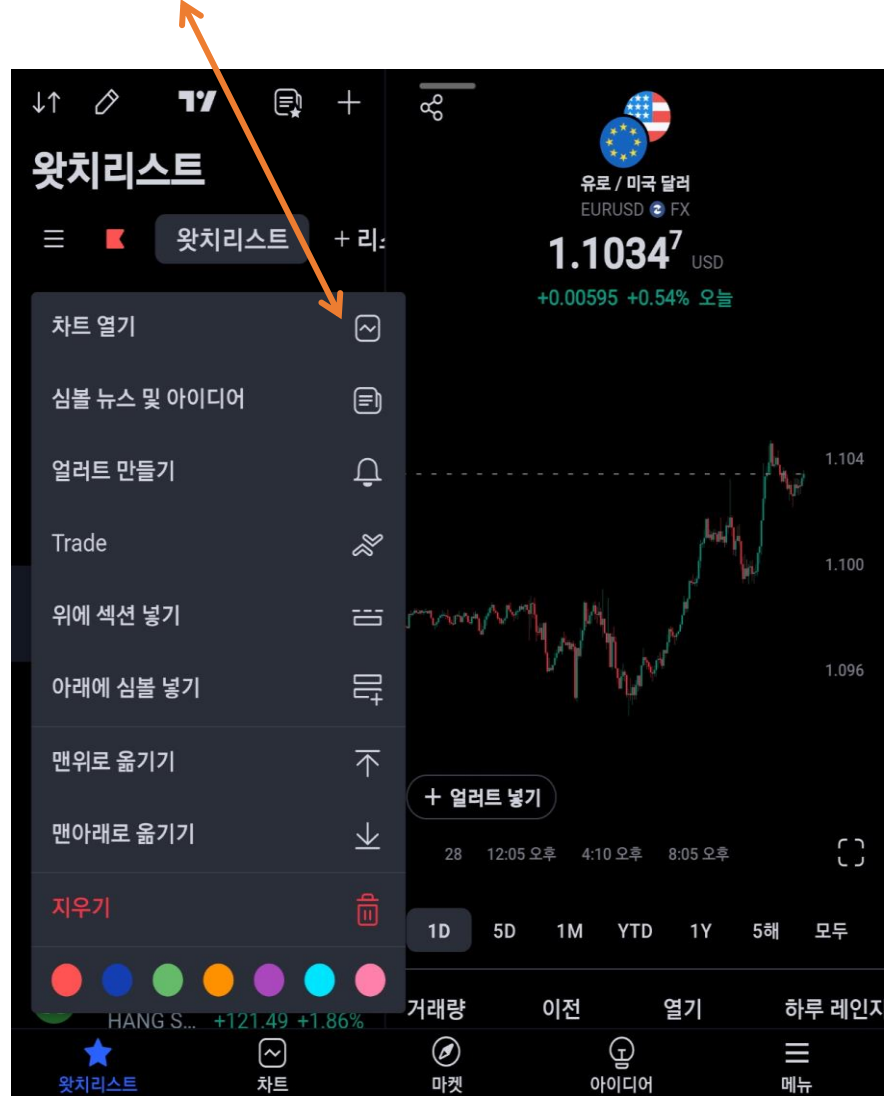 왓치리스트
왓치리스트
+ 리
차트 열기
심볼 뉴스 및 아이디어
얼러트 만들기
Trade
위에 섹션 넣기
아래에 심볼 넣기
맨위로 옮기기
맨아래로 옮기기
지우기
HANG S... +121.49 +1.86%
유로 / 미국 달러
EURUSD FX
1.1034⁷ USD
+0.00595 +0.54% 오늘
1.104
1.100
1.096
+ 얼러트 넣기
28 12:05 오후 4:10 오후 8:05 오후
1D 5D 1M YTD 1Y 5해 모두
거래량 이전 열기 하루 레인지
왓치리스트 차트 마켓 아이디어 메뉴